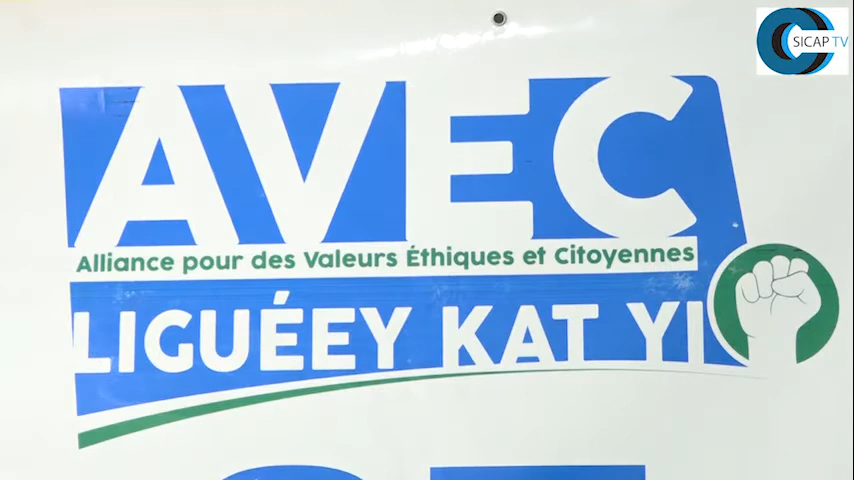 SICAP TV
AVEC
Alliance pour des Valeurs Éthiques et Citoyennes
LIGUÉEY KAT YI